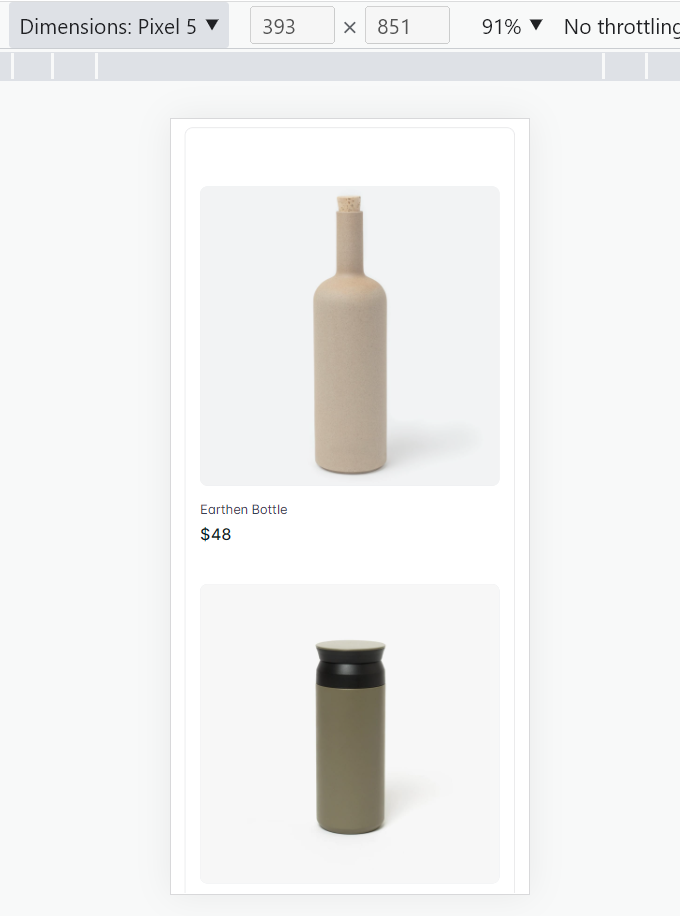 Dimensions: Pixel 5 ▼ 393 × 851 91% ▼ No throttling
Earthen Bottle
$48